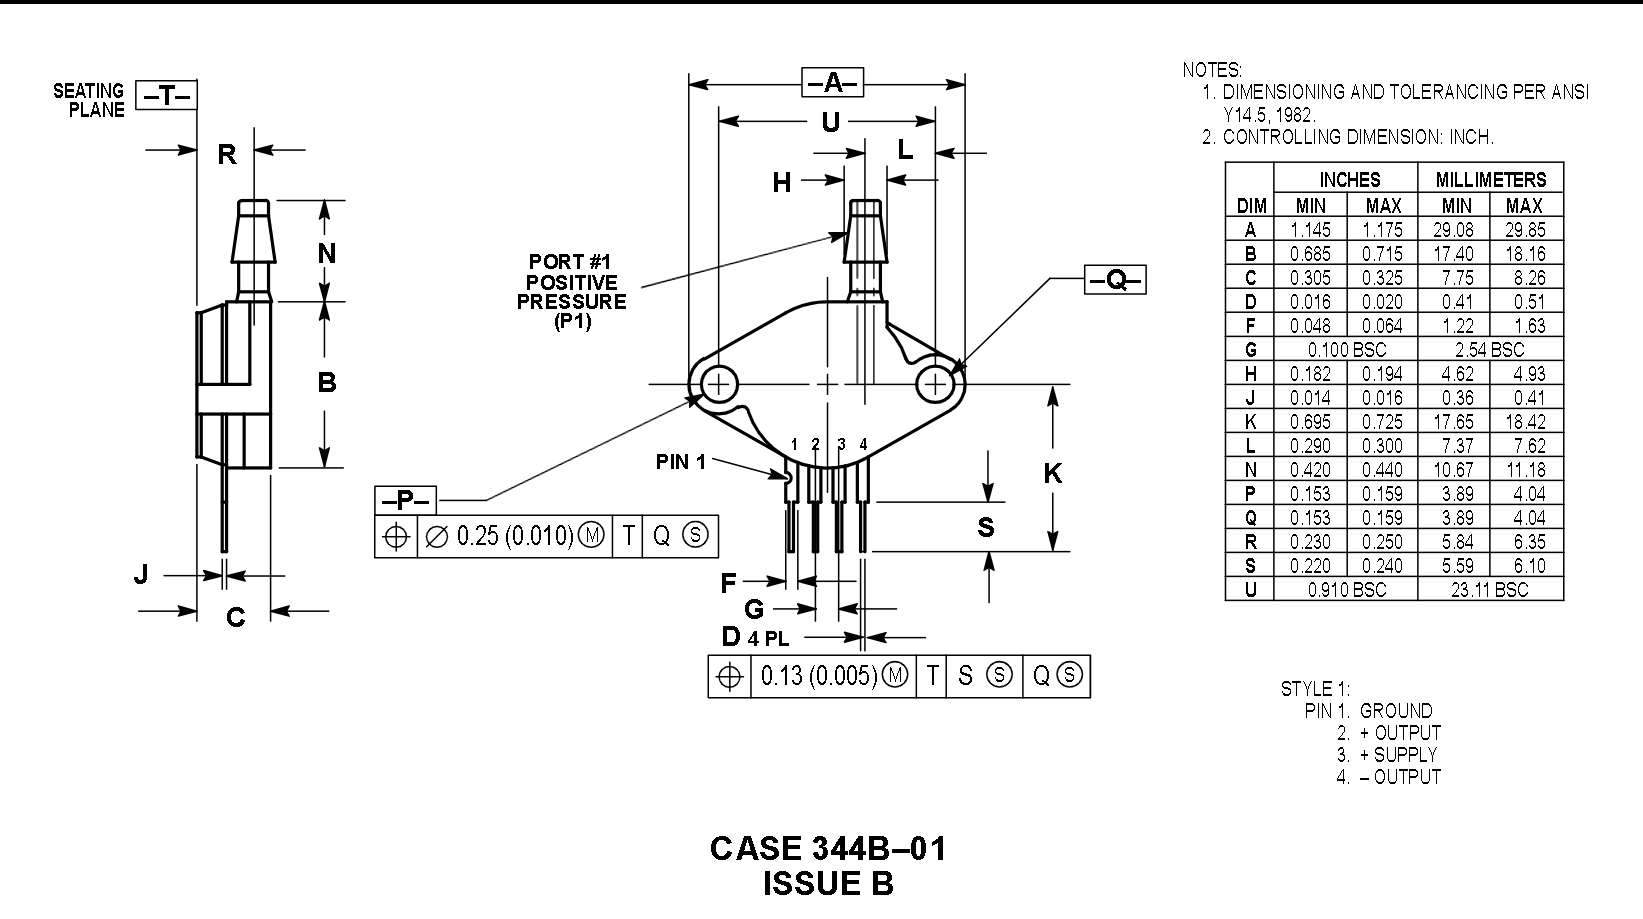 SEATING
PLANE
–T–
R
N
B
J
C
–A–
U
L
H
PORT #1
POSITIVE
PRESSURE
(P1)
–Q–
1 2 3 4
PIN 1
K
S
–P–
⌖ ∅ 0.25 (0.010) Ⓜ T Q Ⓢ
F
G
D 4 PL
⌖ 0.13 (0.005) Ⓜ T S Ⓢ Q Ⓢ
NOTES:
1. DIMENSIONING AND TOLERANCING PER ANSI
Y14.5, 1982.
2. CONTROLLING DIMENSION: INCH.
INCHES MILLIMETERS
DIM MIN MAX MIN MAX
A 1.145 1.175 29.08 29.85
B 0.685 0.715 17.40 18.16
C 0.305 0.325 7.75 8.26
D 0.016 0.020 0.41 0.51
F 0.048 0.064 1.22 1.63
G 0.100 BSC 2.54 BSC
H 0.182 0.194 4.62 4.93
J 0.014 0.016 0.36 0.41
K 0.695 0.725 17.65 18.42
L 0.290 0.300 7.37 7.62
N 0.420 0.440 10.67 11.18
P 0.153 0.159 3.89 4.04
Q 0.153 0.159 3.89 4.04
R 0.230 0.250 5.84 6.35
S 0.220 0.240 5.59 6.10
U 0.910 BSC 23.11 BSC
STYLE 1:
PIN 1. GROUND
2. + OUTPUT
3. + SUPPLY
4. – OUTPUT
CASE 344B–01
ISSUE B